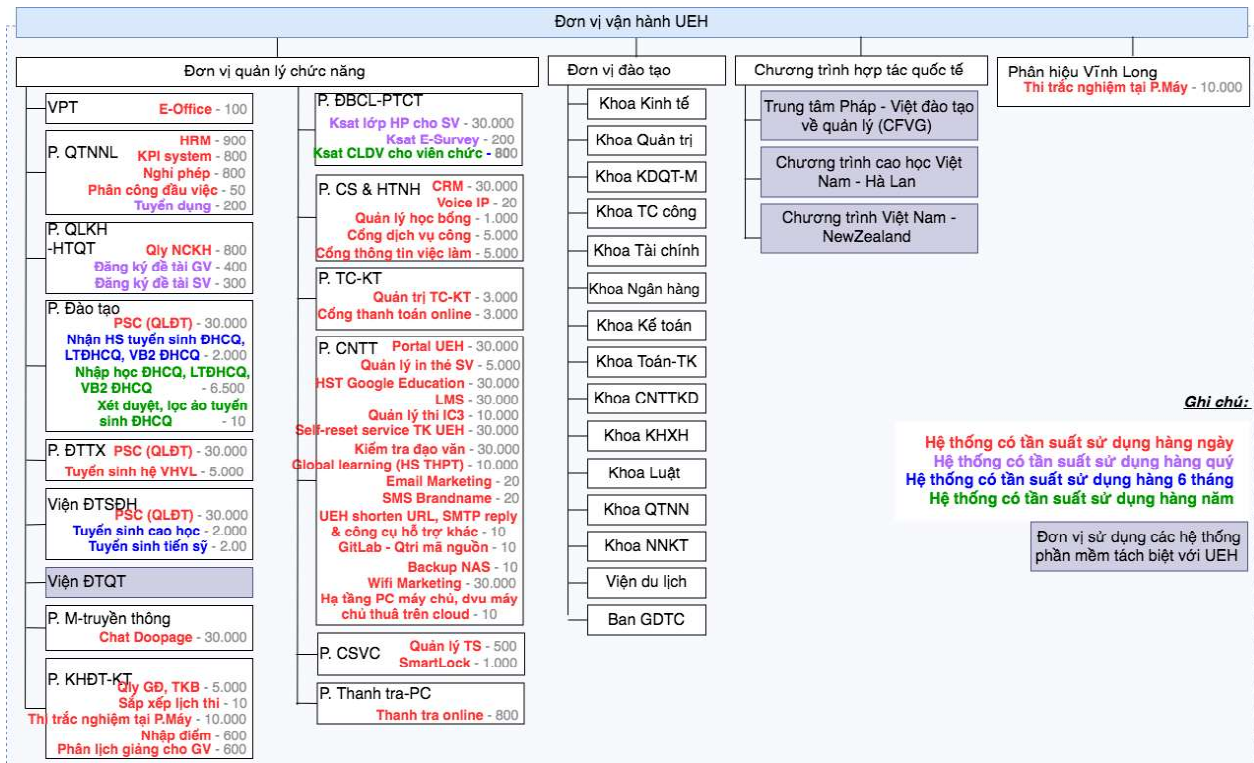 Đơn vị vận hành UEH
Đơn vị quản lý chức năng
VPT
E-Office - 100
P. QTNNL
HRM - 900
KPI system - 800
Nghỉ phép - 800
Phân công đầu việc - 50
Tuyển dụng - 200
P. QLKH
-HTQT
Qly NCKH - 800
Đăng ký đề tài GV - 400
Đăng ký đề tài SV - 300
P. Đào tạo
PSC (QLĐT) - 30.000
Nhận HS tuyển sinh ĐHCQ,
LTĐHCQ, VB2 ĐHCQ - 2.000
Nhập học ĐHCQ, LTĐHCQ,
VB2 ĐHCQ - 6.500
Xét duyệt, lọc ảo tuyển
sinh ĐHCQ - 10
P. ĐTTX PSC (QLĐT) - 30.000
Tuyển sinh hệ VHVL - 5.000
Viện ĐTSĐH
PSC (QLĐT) - 30.000
Tuyển sinh cao học - 2.000
Tuyển sinh tiến sỹ - 2.00
Viện ĐTQT
P. M-truyền thông
Chat Doopage - 30.000
P. KHĐT-KT
Qly GĐ, TKB - 5.000
Sắp xếp lịch thi - 10
Thi trắc nghiệm tại P.Máy - 10.000
Nhập điểm - 600
Phân lịch giảng cho GV - 600
P. ĐBCL-PTCT
Ksat lớp HP cho SV - 30.000
Ksat E-Survey - 200
Ksat CLDV cho viên chức - 800
P. CS & HTNH CRM - 30.000
Voice IP - 20
Quản lý học bổng - 1.000
Cổng dịch vụ công - 5.000
Cổng thông tin việc làm - 5.000
P. TC-KT
Quản trị TC-KT - 3.000
Cổng thanh toán online - 3.000
P. CNTT Portal UEH - 30.000
Quản lý in thẻ SV - 5.000
HST Google Education - 30.000
LMS - 30.000
Quản lý thi IC3 - 10.000
Self-reset service TK UEH - 30.000
Kiểm tra đạo văn - 30.000
Global learning (HS THPT) - 10.000
Email Marketing - 20
SMS Brandname - 20
UEH shorten URL, SMTP reply
& công cụ hỗ trợ khác - 10
GitLab - Qtri mã nguồn - 10
Backup NAS - 10
Wifi Marketing - 30.000
Hạ tầng PC máy chủ, dvu máy
chủ thuâ trên cloud - 10
P. CSVC
Quản lý TS - 500
SmartLock - 1.000
P. Thanh tra-PC
Thanh tra online - 800
Đơn vị đào tạo
Khoa Kinh tế
Khoa Quản trị
Khoa KDQT-M
Khoa TC công
Khoa Tài chính
Khoa Ngân hàng
Khoa Kế toán
Khoa Toán-TK
Khoa CNTTKD
Khoa KHXH
Khoa Luật
Khoa QTNN
Khoa NNKT
Viện du lịch
Ban GDTC
Chương trình hợp tác quốc tế
Trung tâm Pháp - Việt đào tạo
về quản lý (CFVG)
Chương trình cao học Việt
Nam - Hà Lan
Chương trình Việt Nam -
NewZealand
Phân hiệu Vĩnh Long
Thi trắc nghiệm tại P.Máy - 10.000
Ghi chú:
Hệ thống có tần suất sử dụng hàng ngày
Hệ thống có tần suất sử dụng hàng quý
Hệ thống có tần suất sử dụng hàng 6 tháng
Hệ thống có tần suất sử dụng hàng năm
Đơn vị sử dụng các hệ thống
phần mềm tách biệt với UEH